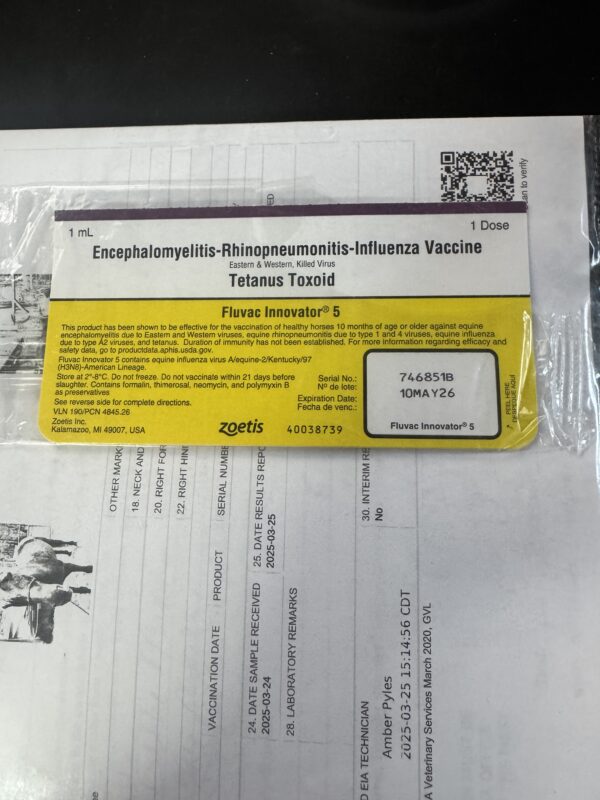 an to verify
1 mL
1 Dose
Encephalomyelitis-Rhinopneumonitis-Influenza Vaccine
Eastern & Western, Killed Virus
Tetanus Toxoid
Fluvac Innovator® 5
This product has been shown to be effective for the vaccination of healthy horses 10 months of age or older against equine
encephalomyelitis due to Eastern and Western viruses, equine rhinopneumonitis due to type 1 and 4 viruses, equine influenza
due to type A2 viruses, and tetanus. Duration of immunity has not been established. For more information regarding efficacy and
safety data, go to productdata.aphis.usda.gov.
Fluvac Innovator 5 contains equine influenza virus A/equine-2/Kentucky/97
(H3N8)-American Lineage.
Store at 2°-8°C. Do not freeze. Do not vaccinate within 21 days before
slaughter. Contains formalin, thimerosal, neomycin, and polymyxin B
as preservatives
See reverse side for complete directions.
VLN 190/PCN 4845.26
Zoetis Inc.
Kalamazoo, MI 49007, USA
zoetis
40038739
Serial No.:
Nº de lote:
Expiration Date:
Fecha de venc.:
746851B
10MAY26
Fluvac Innovator® 5
PEEL HERE
DESPEGUE AQUÍ
OTHER MARK
18. NECK AND
20. RIGHT FOR
22. RIGHT HIN
SERIAL NUMBE
VACCINATION DATE
PRODUCT
24. DATE SAMPLE RECEIVED
2025-03-24
25. DATE RESULTS REPO
2025-03-25
28. LABORATORY REMARKS
30. INTERIM RE
No
D EIA TECHNICIAN
Amber Pyles
2025-03-25 15:14:56 CDT
A Veterinary Services March 2020, GVL